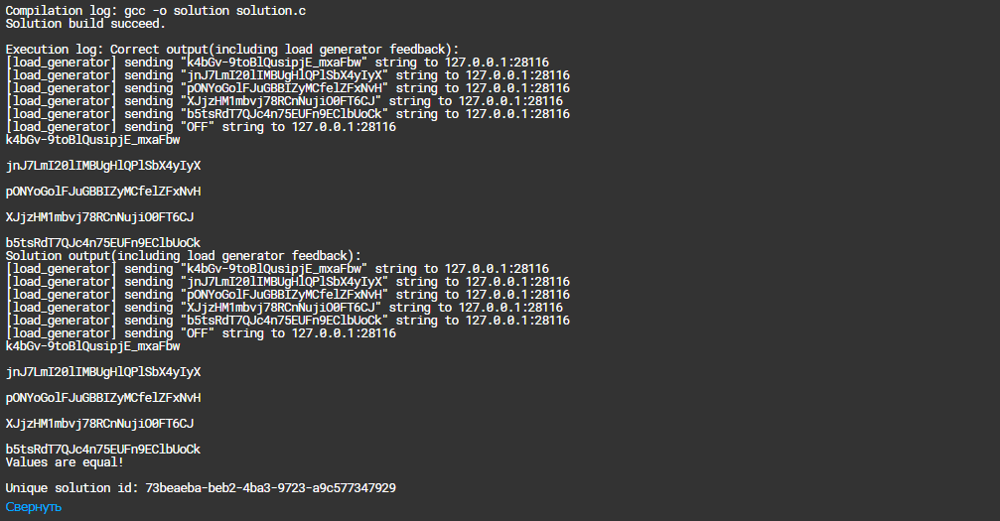 Compilation log: gcc -o solution solution.c
Solution build succeed.
Execution log: Correct output(including load generator feedback):
[load_generator] sending "k4bGv-9toBlQusipjE_mxaFbw" string to 127.0.0.1:28116
[load_generator] sending "jnJ7LmI20lIMBUgHlQPlSbX4yIyX" string to 127.0.0.1:28116
[load_generator] sending "pONYoGolFJuGBBIZyMCfelZFxNvH" string to 127.0.0.1:28116
[load_generator] sending "XJjzHM1mbvj78RCnNujiO0FT6CJ" string to 127.0.0.1:28116
[load_generator] sending "b5tsRdT7QJc4n75EUFn9EClbUoCk" string to 127.0.0.1:28116
[load_generator] sending "OFF" string to 127.0.0.1:28116
k4bGv-9toBlQusipjE_mxaFbw
jnJ7LmI20lIMBUgHlQPlSbX4yIyX
pONYoGolFJuGBBIZyMCfelZFxNvH
XJjzHM1mbvj78RCnNujiO0FT6CJ
b5tsRdT7QJc4n75EUFn9EClbUoCk
Solution output(including load generator feedback):
[load_generator] sending "k4bGv-9toBlQusipjE_mxaFbw" string to 127.0.0.1:28116
[load_generator] sending "jnJ7LmI20lIMBUgHlQPlSbX4yIyX" string to 127.0.0.1:28116
[load_generator] sending "pONYoGolFJuGBBIZyMCfelZFxNvH" string to 127.0.0.1:28116
[load_generator] sending "XJjzHM1mbvj78RCnNujiO0FT6CJ" string to 127.0.0.1:28116
[load_generator] sending "b5tsRdT7QJc4n75EUFn9EClbUoCk" string to 127.0.0.1:28116
[load_generator] sending "OFF" string to 127.0.0.1:28116
k4bGv-9toBlQusipjE_mxaFbw
jnJ7LmI20lIMBUgHlQPlSbX4yIyX
pONYoGolFJuGBBIZyMCfelZFxNvH
XJjzHM1mbvj78RCnNujiO0FT6CJ
b5tsRdT7QJc4n75EUFn9EClbUoCk
Values are equal!
Unique solution id: 73beaeba-beb2-4ba3-9723-a9c577347929
Свернуть